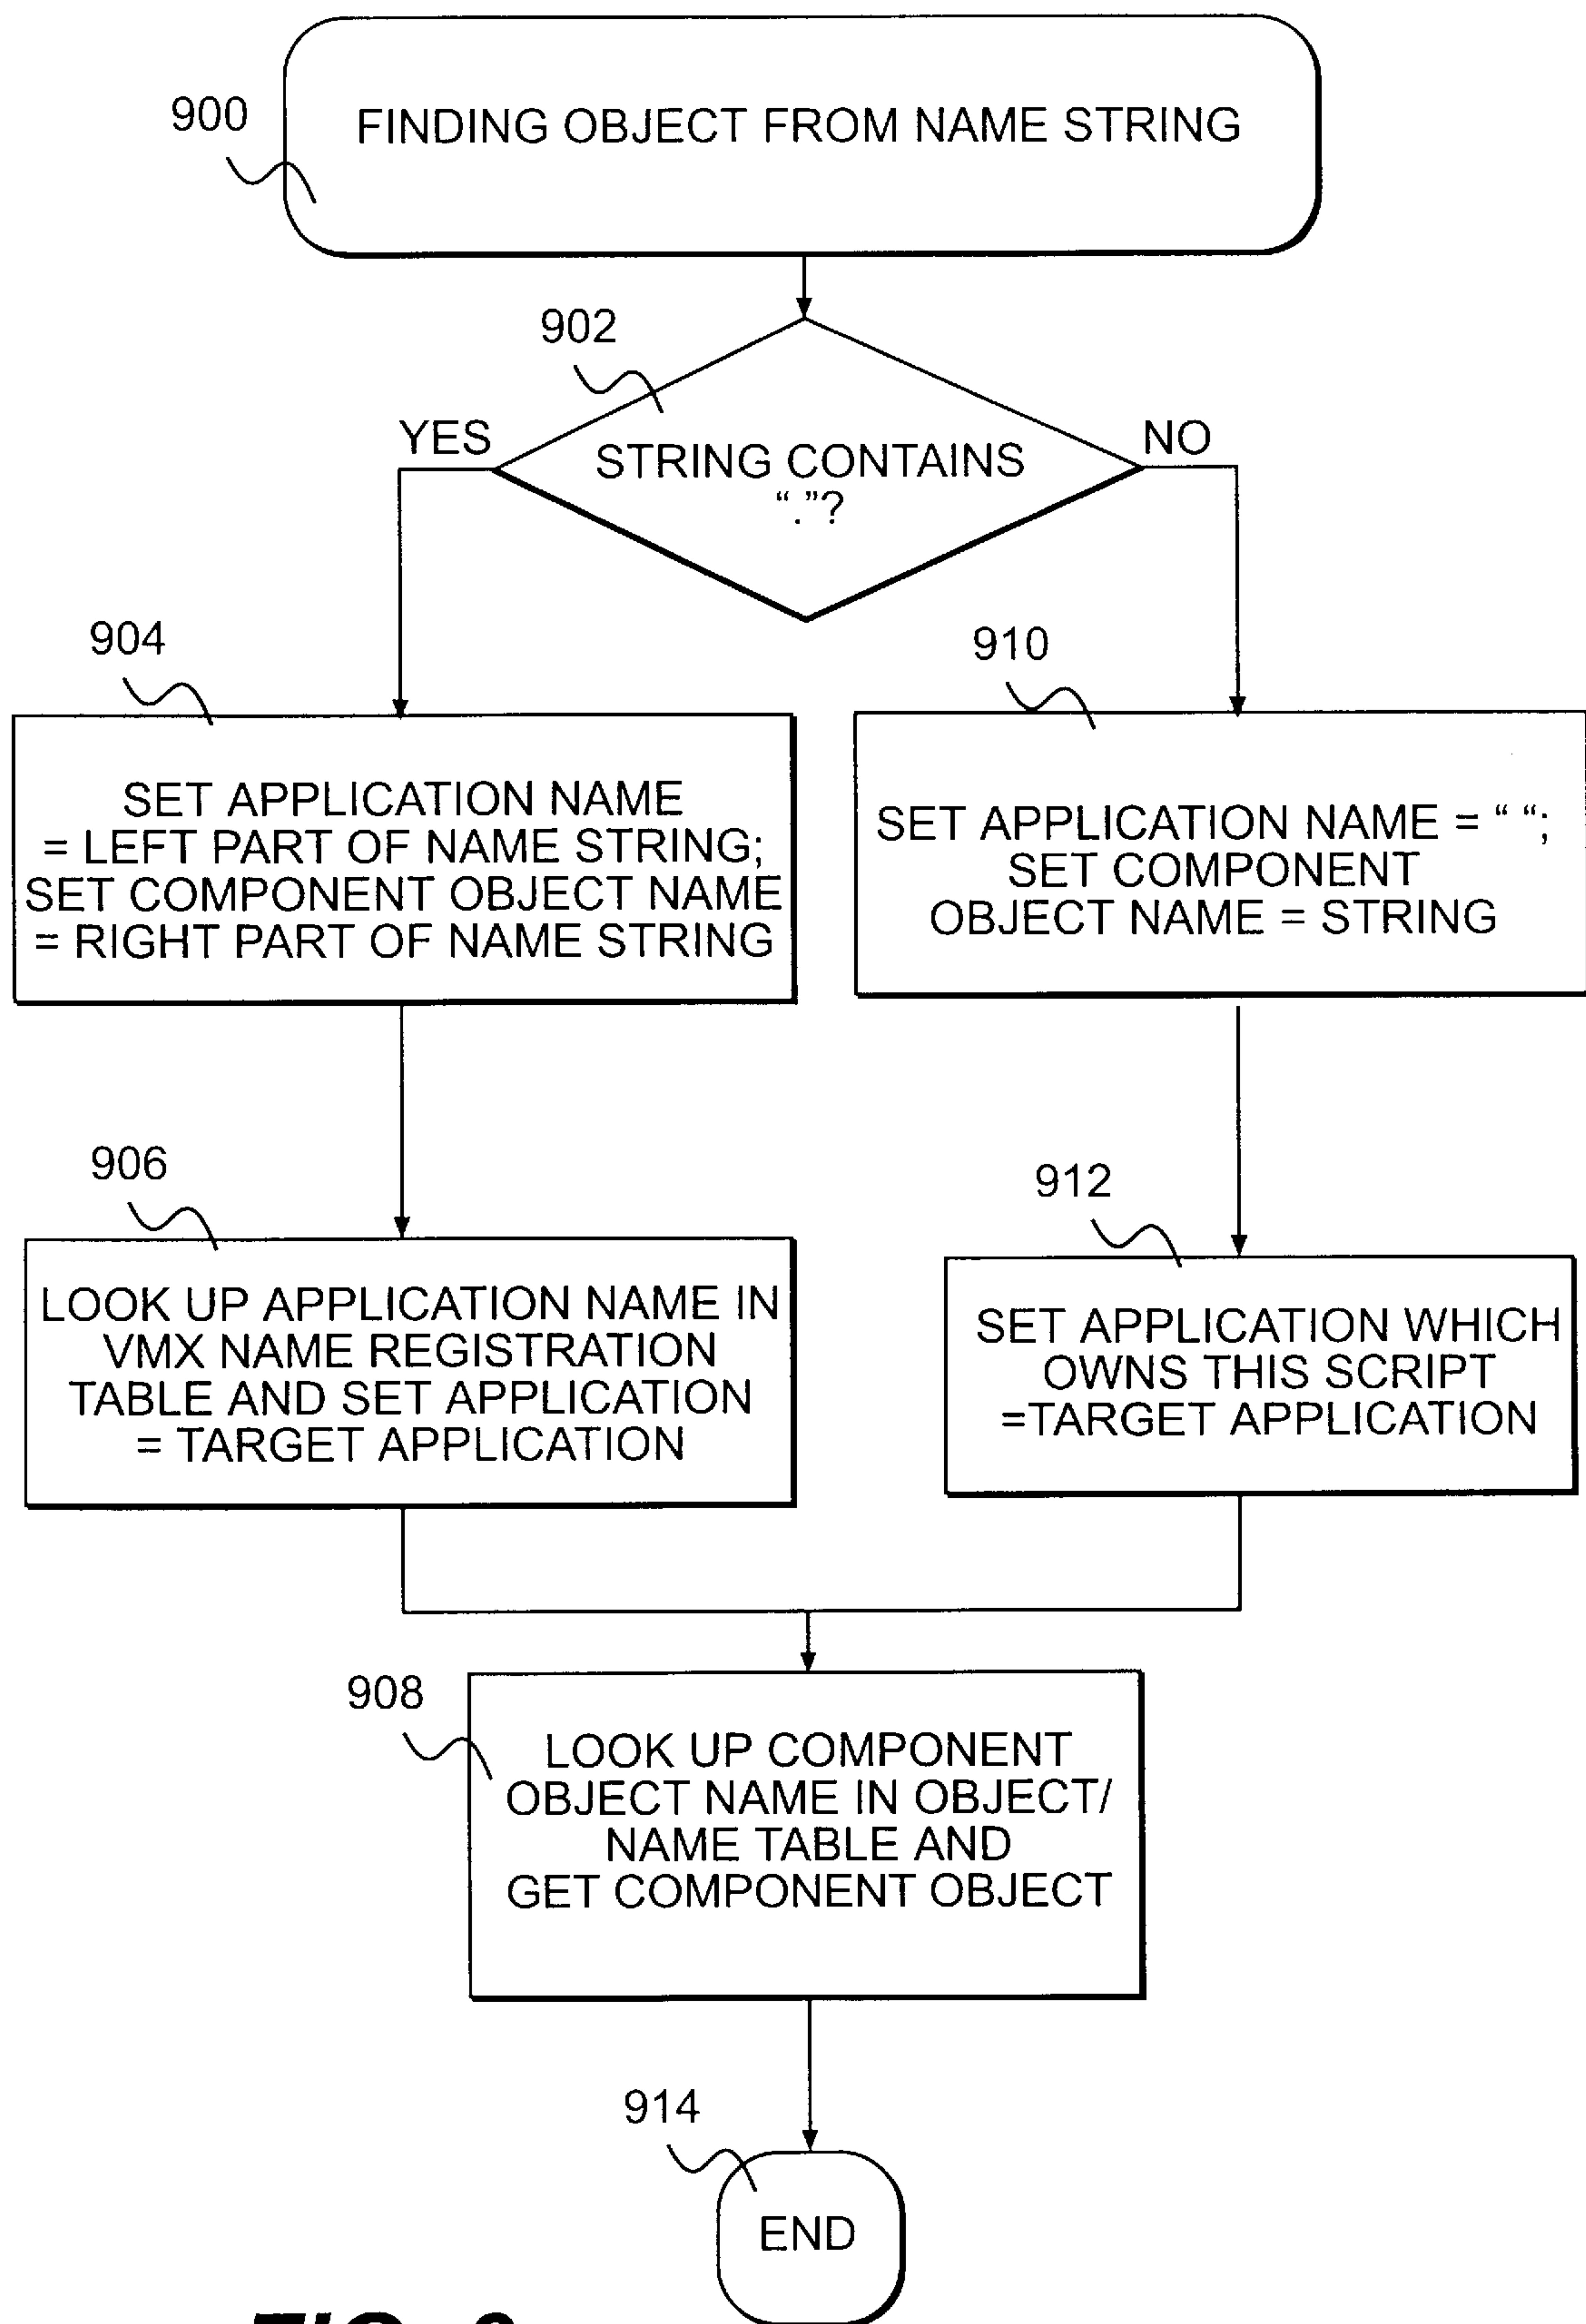 900
FINDING OBJECT FROM NAME STRING
902
YES
NO
STRING CONTAINS
“.”?
904
SET APPLICATION NAME
= LEFT PART OF NAME STRING;
SET COMPONENT OBJECT NAME
= RIGHT PART OF NAME STRING
910
SET APPLICATION NAME = “ “;
SET COMPONENT
OBJECT NAME = STRING
906
LOOK UP APPLICATION NAME IN
VMX NAME REGISTRATION
TABLE AND SET APPLICATION
= TARGET APPLICATION
912
SET APPLICATION WHICH
OWNS THIS SCRIPT
=TARGET APPLICATION
908
LOOK UP COMPONENT
OBJECT NAME IN OBJECT/
NAME TABLE AND
GET COMPONENT OBJECT
914
END